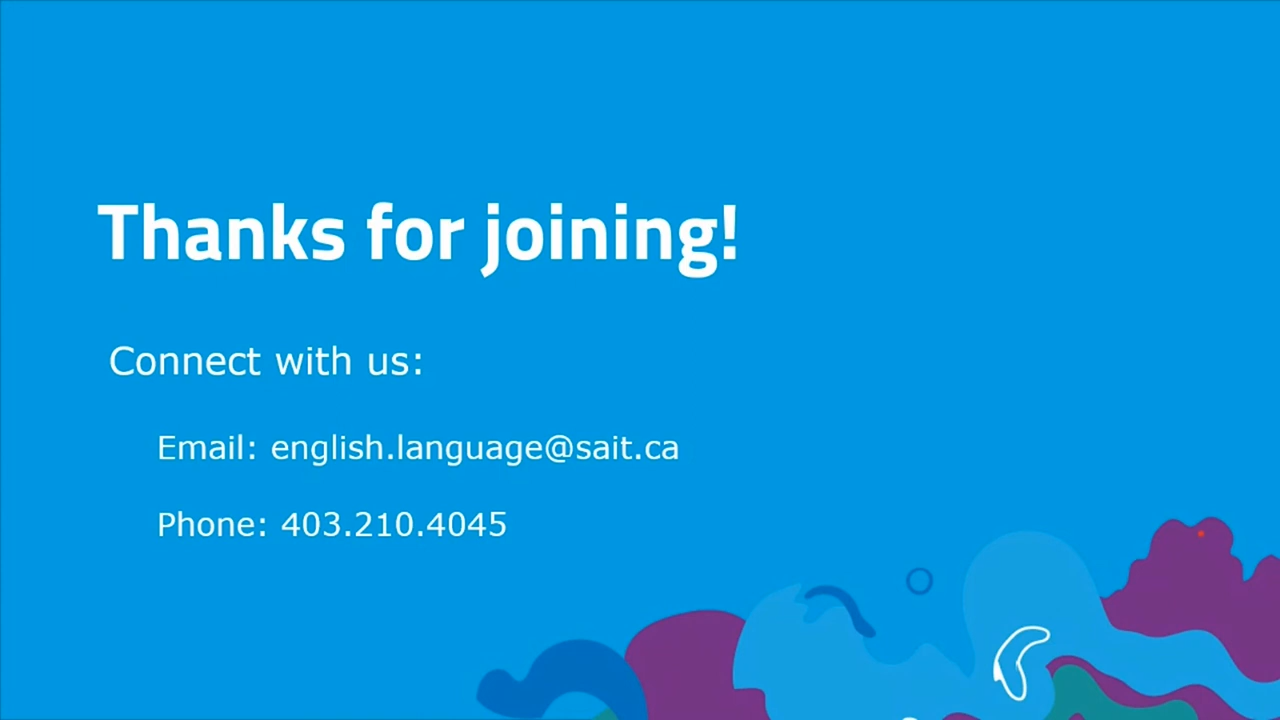 Thanks for joining!
Connect with us:
Email: english.language@sait.ca
Phone: 403.210.4045